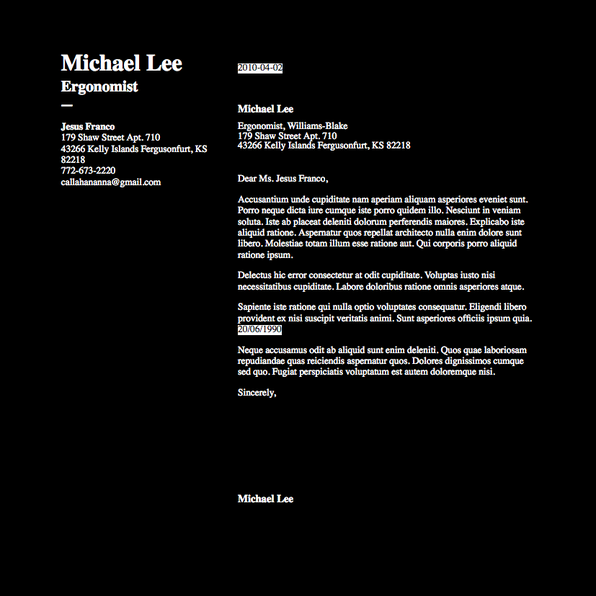 Michael Lee
Ergonomist
Jesus Franco
179 Shaw Street Apt. 710
43266 Kelly Islands Fergusonfurt, KS
82218
772-673-2220
callahananna@gmail.com
2010-04-02
Michael Lee
Ergonomist, Williams-Blake
179 Shaw Street Apt. 710
43266 Kelly Islands Fergusonfurt, KS 82218
Dear Ms. Jesus Franco,
Accusantium unde cupiditate nam aperiam aliquam asperiores eveniet sunt.
Porro neque dicta iure cumque iste porro quidem illo. Nesciunt in veniam
soluta. Iste ab placeat deleniti dolorum perferendis maiores. Explicabo iste
aliquid ratione. Aspernatur quos repellat architecto nulla enim dolore sunt
libero. Molestiae totam illum esse ratione aut. Qui corporis porro aliquid
ratione ipsum.
Delectus hic error consectetur at odit cupiditate. Voluptas iusto nisi
necessitatibus cupiditate. Labore doloribus ratione omnis asperiores atque.
Sapiente iste ratione qui nulla optio voluptates consequatur. Eligendi libero
provident ex nisi suscipit veritatis animi. Sunt asperiores officiis ipsum quia.
20/06/1990
Neque accusamus odit ab aliquid sunt enim deleniti. Quos quae laboriosam
repudiandae quas reiciendis aspernatur quos. Dolores dignissimos cumque
sed quo. Fugiat perspiciatis voluptatum est autem doloremque nisi.
Sincerely,
Michael Lee